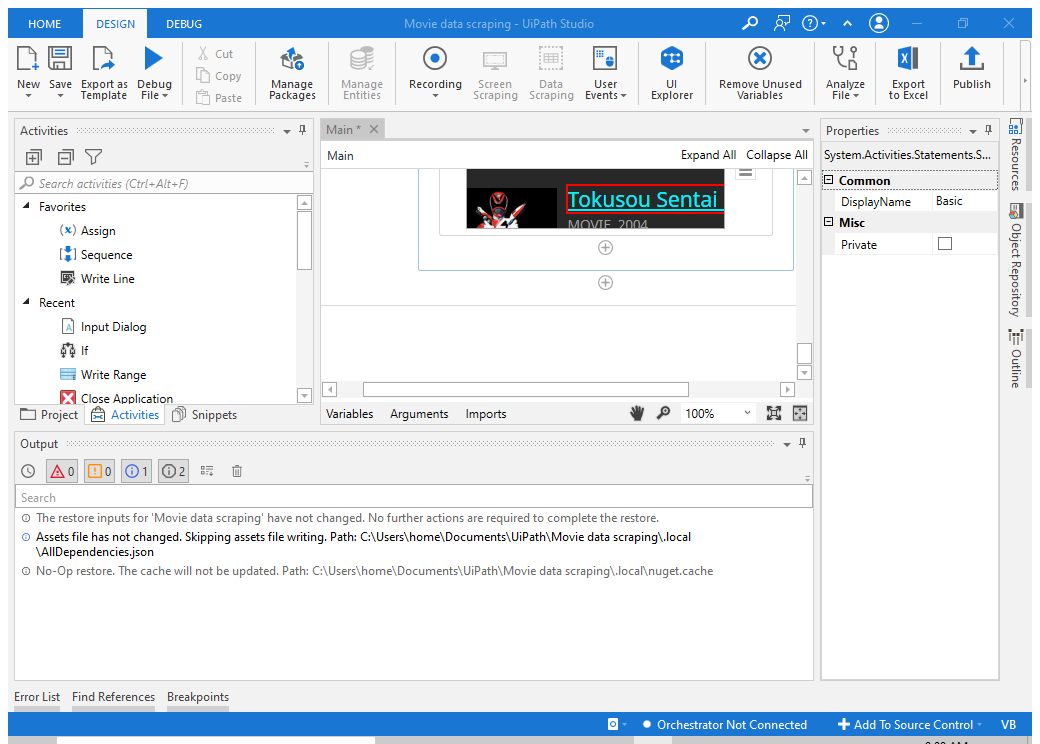 HOME DESIGN DEBUG Movie data scraping - UiPath Studio
New Save Export as Template Debug File Cut Copy Paste Manage Packages Manage Entities Recording Screen Scraping Data Scraping User Events UI Explorer Remove Unused Variables Analyze File Export to Excel Publish
Activities
Search activities (Ctrl+Alt+F)
Favorites
Assign
Sequence
Write Line
Recent
Input Dialog
If
Write Range
Close Application
Project Activities Snippets
Main *
Main Expand All Collapse All
Tokusou Sentai
MOVIE 2004
Variables Arguments Imports 100%
Properties
System.Activities.Statements.S...
Common
DisplayName Basic
Misc
Private
Resources
Object Repository
Outline
Output
0 0 1 2
Search
The restore inputs for 'Movie data scraping' have not changed. No further actions are required to complete the restore.
Assets file has not changed. Skipping assets file writing. Path: C:\Users\home\Documents\UiPath\Movie data scraping\.local
\AllDependencies.json
No-Op restore. The cache will not be updated. Path: C:\Users\home\Documents\UiPath\Movie data scraping\.local\nuget.cache
Error List Find References Breakpoints
Orchestrator Not Connected Add To Source Control VB